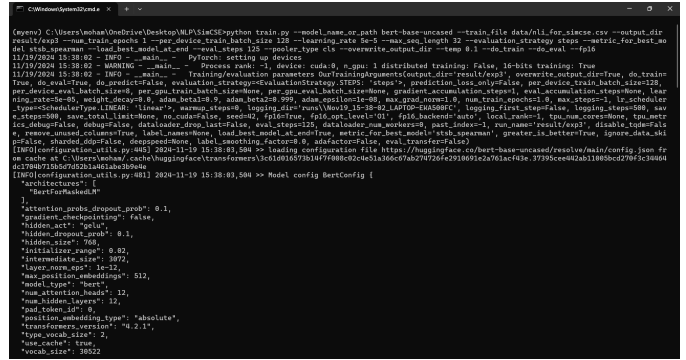 C:\Windows\System32\cmd.e
(myenv) C:\Users\moham\OneDrive\Desktop\NLP\SimCSE>python train.py --model_name_or_path bert-base-uncased --train_file data/nli_for_simcse.csv --output_dir
result/exp3 --num_train_epochs 1 --per_device_train_batch_size 128 --learning_rate 5e-5 --max_seq_length 32 --evaluation_strategy steps --metric_for_best_mo
del stsb_spearman --load_best_model_at_end --eval_steps 125 --pooler_type cls --overwrite_output_dir --temp 0.1 --do_train --do_eval --fp16
11/19/2024 15:38:02 - INFO - __main__ -   PyTorch: setting up devices
11/19/2024 15:38:02 - WARNING - __main__ -   Process rank: -1, device: cuda:0, n_gpu: 1 distributed training: False, 16-bits training: True
11/19/2024 15:38:02 - INFO - __main__ -   Training/evaluation parameters OurTrainingArguments(output_dir='result/exp3', overwrite_output_dir=True, do_train=
True, do_eval=True, do_predict=False, evaluation_strategy=<EvaluationStrategy.STEPS: 'steps'>, prediction_loss_only=False, per_device_train_batch_size=128,
per_device_eval_batch_size=8, per_gpu_train_batch_size=None, per_gpu_eval_batch_size=None, gradient_accumulation_steps=1, eval_accumulation_steps=None, lear
ning_rate=5e-05, weight_decay=0.0, adam_beta1=0.9, adam_beta2=0.999, adam_epsilon=1e-08, max_grad_norm=1.0, num_train_epochs=1.0, max_steps=-1, lr_scheduler
_type=<SchedulerType.LINEAR: 'linear'>, warmup_steps=0, logging_dir='runs\\Nov19_15-38-02_LAPTOP-EHA500FC', logging_first_step=False, logging_steps=500, sav
e_steps=500, save_total_limit=None, no_cuda=False, seed=42, fp16=True, fp16_opt_level='O1', fp16_backend='auto', local_rank=-1, tpu_num_cores=None, tpu_metr
ics_debug=False, debug=False, dataloader_drop_last=False, eval_steps=125, dataloader_num_workers=0, past_index=-1, run_name='result/exp3', disable_tqdm=Fals
e, remove_unused_columns=True, label_names=None, load_best_model_at_end=True, metric_for_best_model='stsb_spearman', greater_is_better=True, ignore_data_ski
p=False, sharded_ddp=False, deepspeed=None, label_smoothing_factor=0.0, adafactor=False, eval_transfer=False)
[INFO|configuration_utils.py:445] 2024-11-19 15:38:03,504 >> loading configuration file https://huggingface.co/bert-base-uncased/resolve/main/config.json fr
om cache at C:\Users\moham/.cache\huggingface\transformers\3c61d016573b14f7f008c02c4e51a366c67ab274726fe2910691e2a761acf43e.37395cee442ab11005bcd270f3c34464
dc1704b715b5d7d52b1a461abe3b9e4e
[INFO|configuration_utils.py:481] 2024-11-19 15:38:03,504 >> Model config BertConfig {
  "architectures": [
    "BertForMaskedLM"
  ],
  "attention_probs_dropout_prob": 0.1,
  "gradient_checkpointing": false,
  "hidden_act": "gelu",
  "hidden_dropout_prob": 0.1,
  "hidden_size": 768,
  "initializer_range": 0.02,
  "intermediate_size": 3072,
  "layer_norm_eps": 1e-12,
  "max_position_embeddings": 512,
  "model_type": "bert",
  "num_attention_heads": 12,
  "num_hidden_layers": 12,
  "pad_token_id": 0,
  "position_embedding_type": "absolute",
  "transformers_version": "4.2.1",
  "type_vocab_size": 2,
  "use_cache": true,
  "vocab_size": 30522